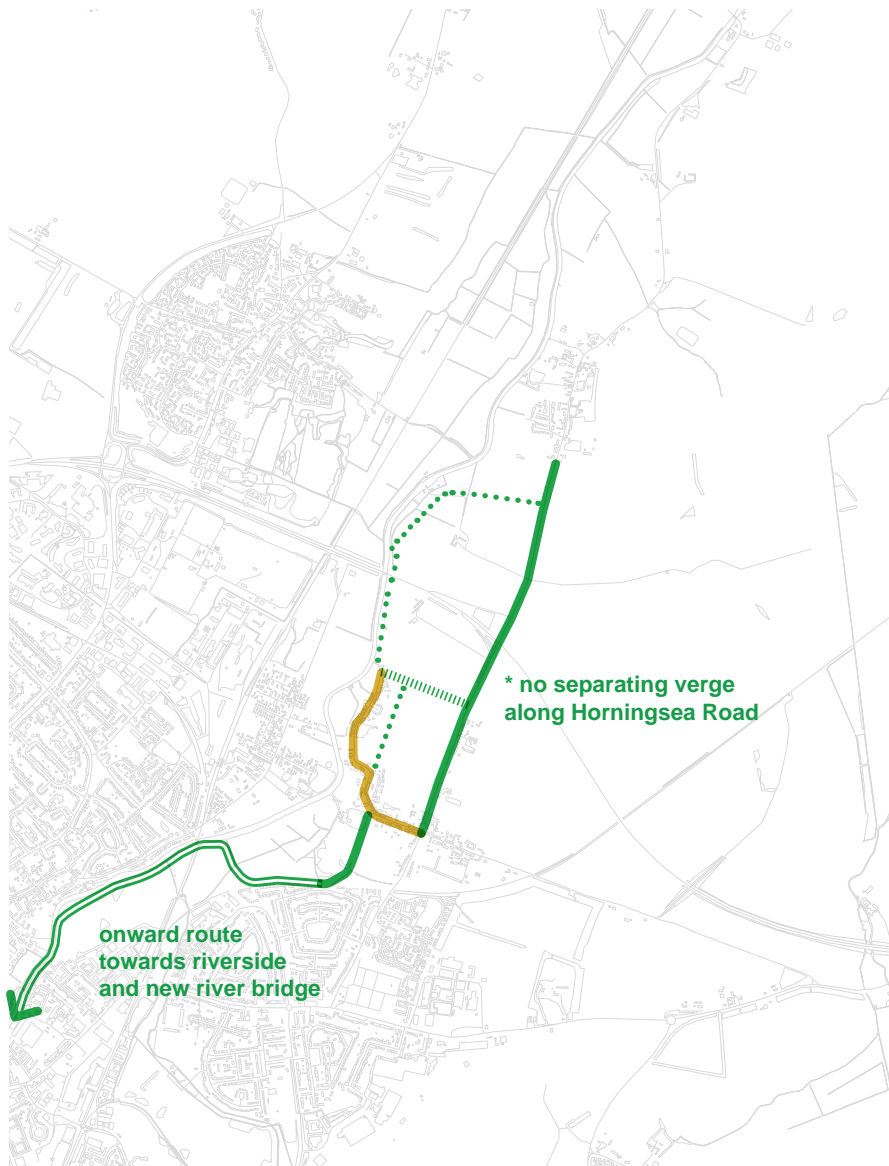 * no separating verge
along Horningsea Road
onward route
towards riverside
and new river bridge